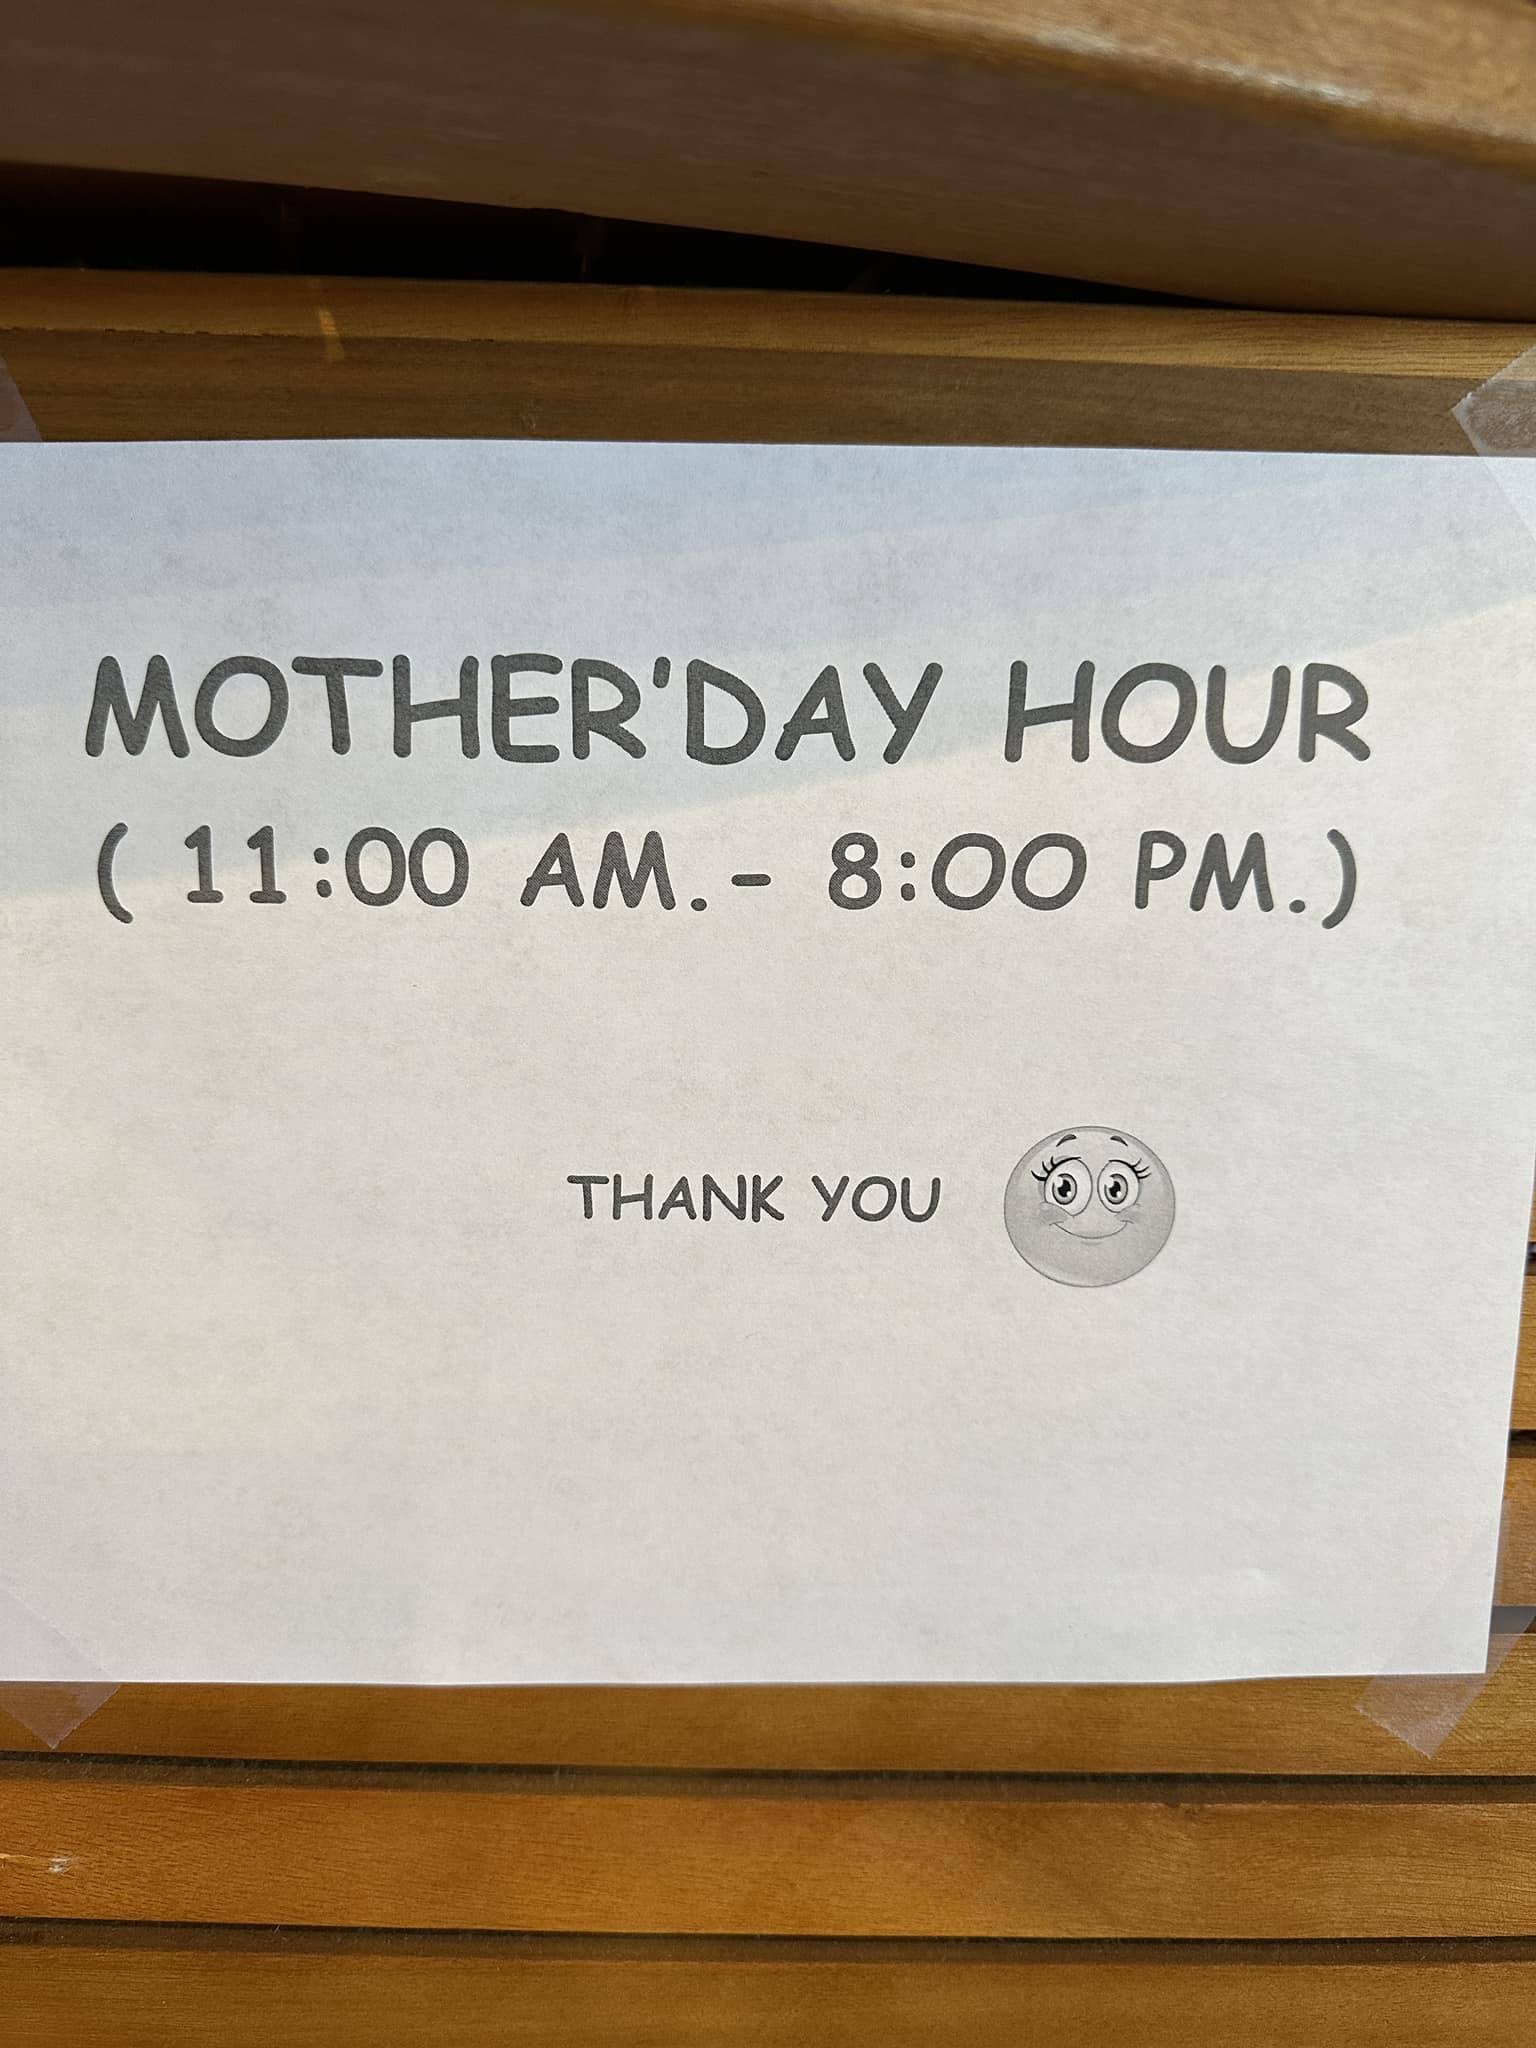 MOTHER'DAY HOUR
( 11:00 AM.- 8:00 PM.)
THANK YOU